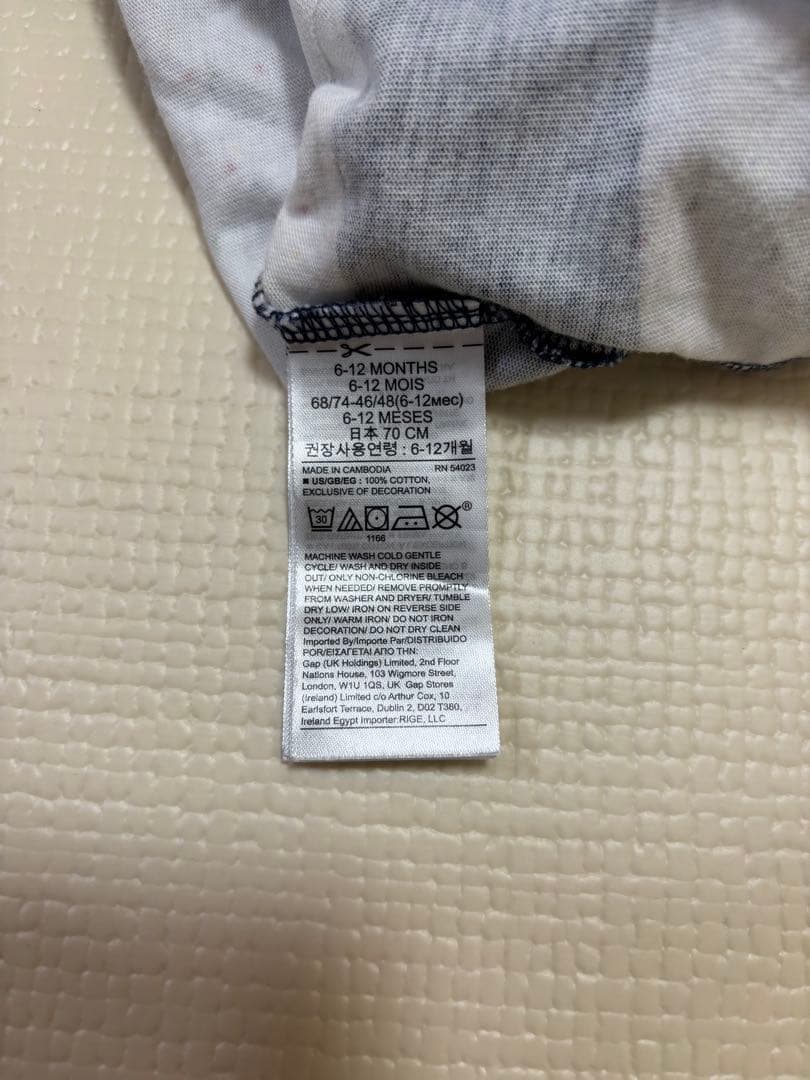 6-12 MONTHS
6-12 MOIS
68/74-46/48(6-12мес)
6-12 MESES
日本 70 CM
권장사용연령 : 6-12개월
MADE IN CAMBODIA RN 54023
■ US/GB/EG : 100% COTTON,
EXCLUSIVE OF DECORATION
30
®
1166
MACHINE WASH COLD GENTLE
CYCLE/ WASH AND DRY INSIDE
OUT/ ONLY NON-CHLORINE BLEACH
WHEN NEEDED/ REMOVE PROMPTLY
FROM WASHER AND DRYER/ TUMBLE
DRY LOW/ IRON ON REVERSE SIDE
ONLY/ WARM IRON/ DO NOT IRON
DECORATION/ DO NOT DRY CLEAN
Imported By/Importe Par/DISTRIBUIDO
POR/ΕΙΣΑΓΕΤΑΙ ΑΠΟ ΤΗΝ:
Gap (UK Holdings) Limited, 2nd Floor
Nations House, 103 Wigmore Street,
London, W1U 1QS, UK Gap Stores
(Ireland) Limited c/o Arthur Cox, 10
Earlsfort Terrace, Dublin 2, D02 T380,
Ireland Egypt importer:RIGE, LLC